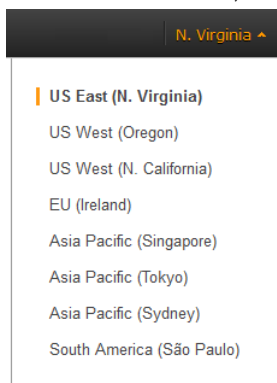 N. Virginia
US East (N. Virginia)
US West (Oregon)
US West (N. California)
EU (Ireland)
Asia Pacific (Singapore)
Asia Pacific (Tokyo)
Asia Pacific (Sydney)
South America (São Paulo)